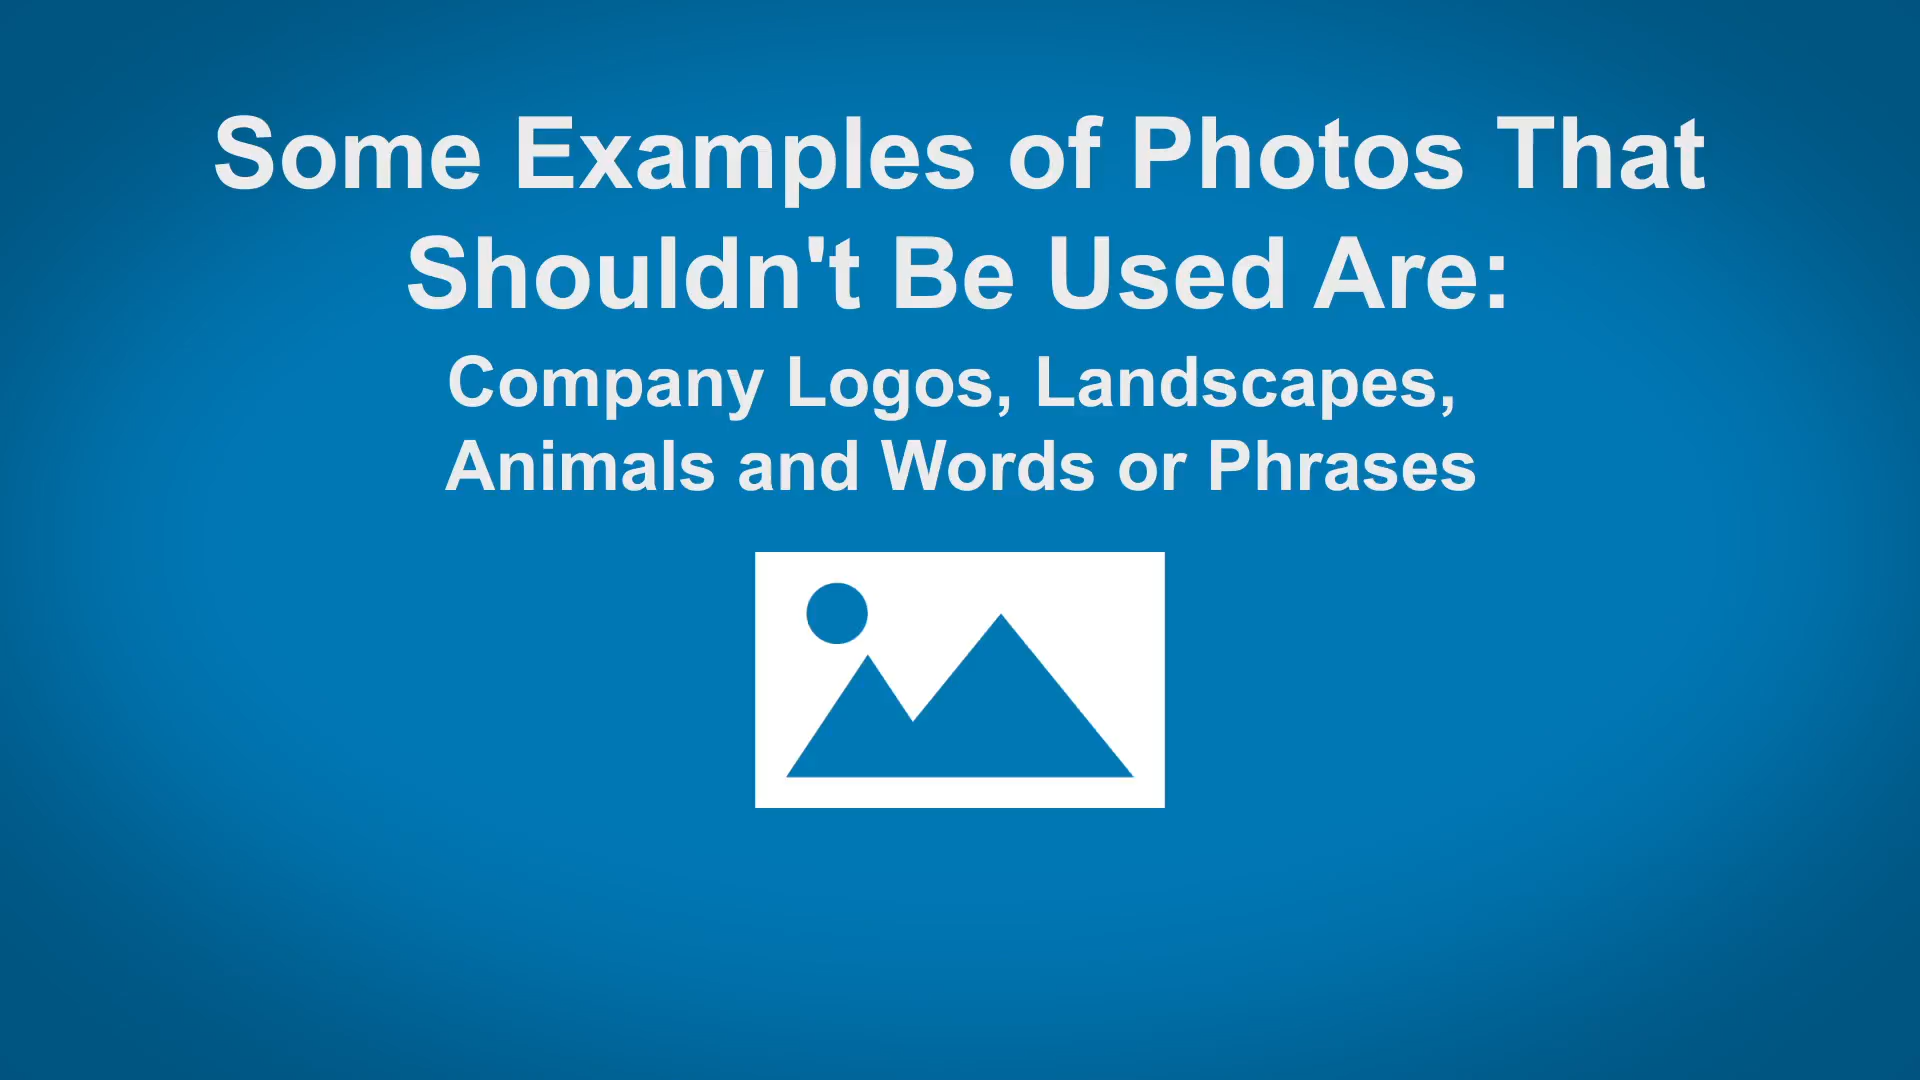 Some Examples of Photos That
Shouldn't Be Used Are:
Company Logos, Landscapes,
Animals and Words or Phrases